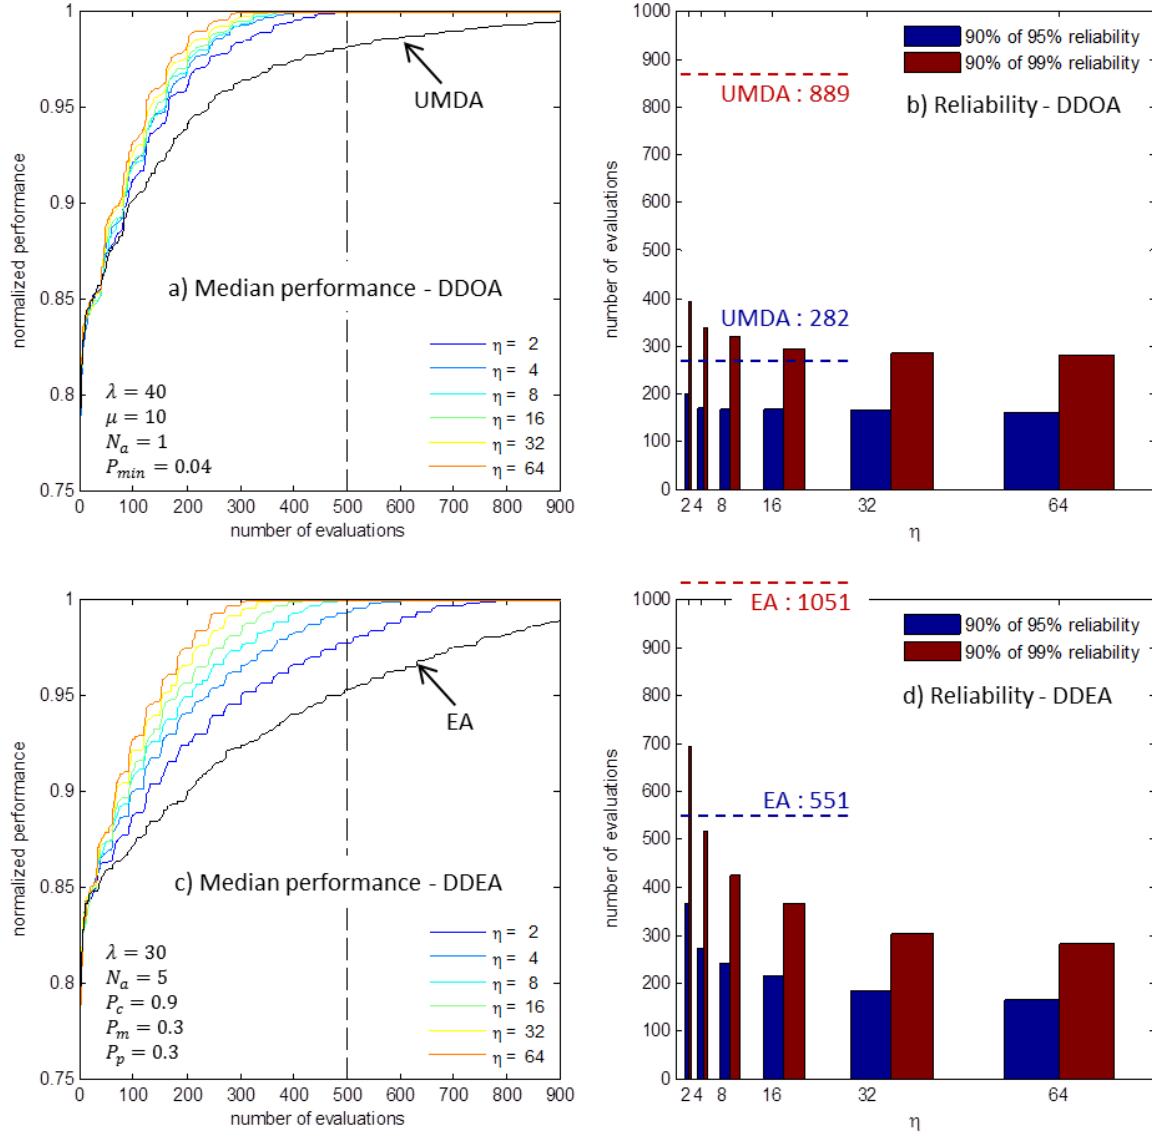 1
0.95
0.9
0.85
0.8
0.75
normalized performance
0 100 200 300 400 500 600 700 800 900
number of evaluations
UMDA
a) Median performance - DDOA
λ = 40
μ = 10
N_a = 1
P_min = 0.04
η = 2
η = 4
η = 8
η = 16
η = 32
η = 64
1000
900
800
700
600
500
400
300
200
100
0
number of evaluations
90% of 95% reliability
90% of 99% reliability
UMDA : 889
b) Reliability - DDOA
UMDA : 282
2 4 8 16 32 64
η
1
0.95
0.9
0.85
0.8
0.75
normalized performance
0 100 200 300 400 500 600 700 800 900
number of evaluations
EA
c) Median performance - DDEA
λ = 30
N_a = 5
P_c = 0.9
P_m = 0.3
P_p = 0.3
η = 2
η = 4
η = 8
η = 16
η = 32
η = 64
1000
900
800
700
600
500
400
300
200
100
0
number of evaluations
EA : 1051
90% of 95% reliability
90% of 99% reliability
d) Reliability - DDEA
EA : 551
2 4 8 16 32 64
η